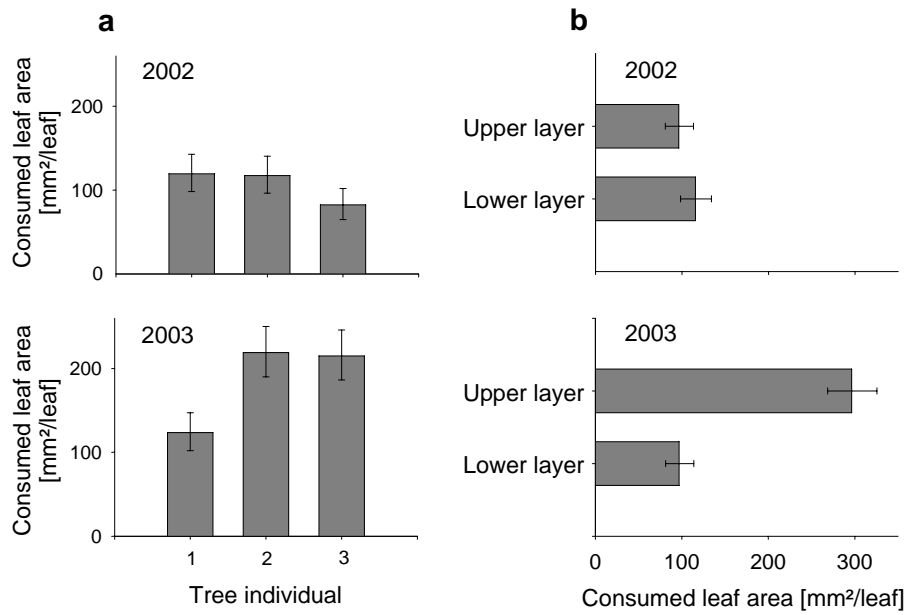 a
2002
Consumed leaf area
[mm²/leaf]
200
100
0
2003
Consumed leaf area
[mm²/leaf]
200
100
0
1 2 3
Tree individual
b
2002
Upper layer
Lower layer
2003
Upper layer
Lower layer
0 100 200 300
Consumed leaf area [mm²/leaf]